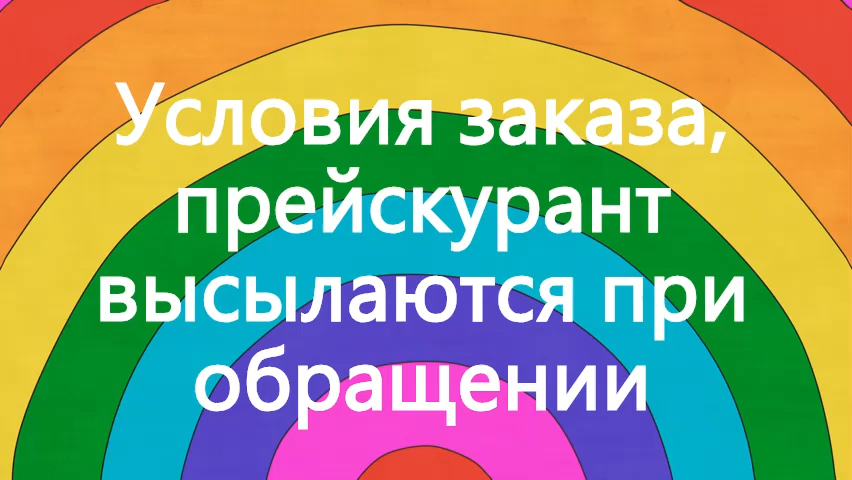 Условия заказа,
прейскурант
высылаются при
обращении